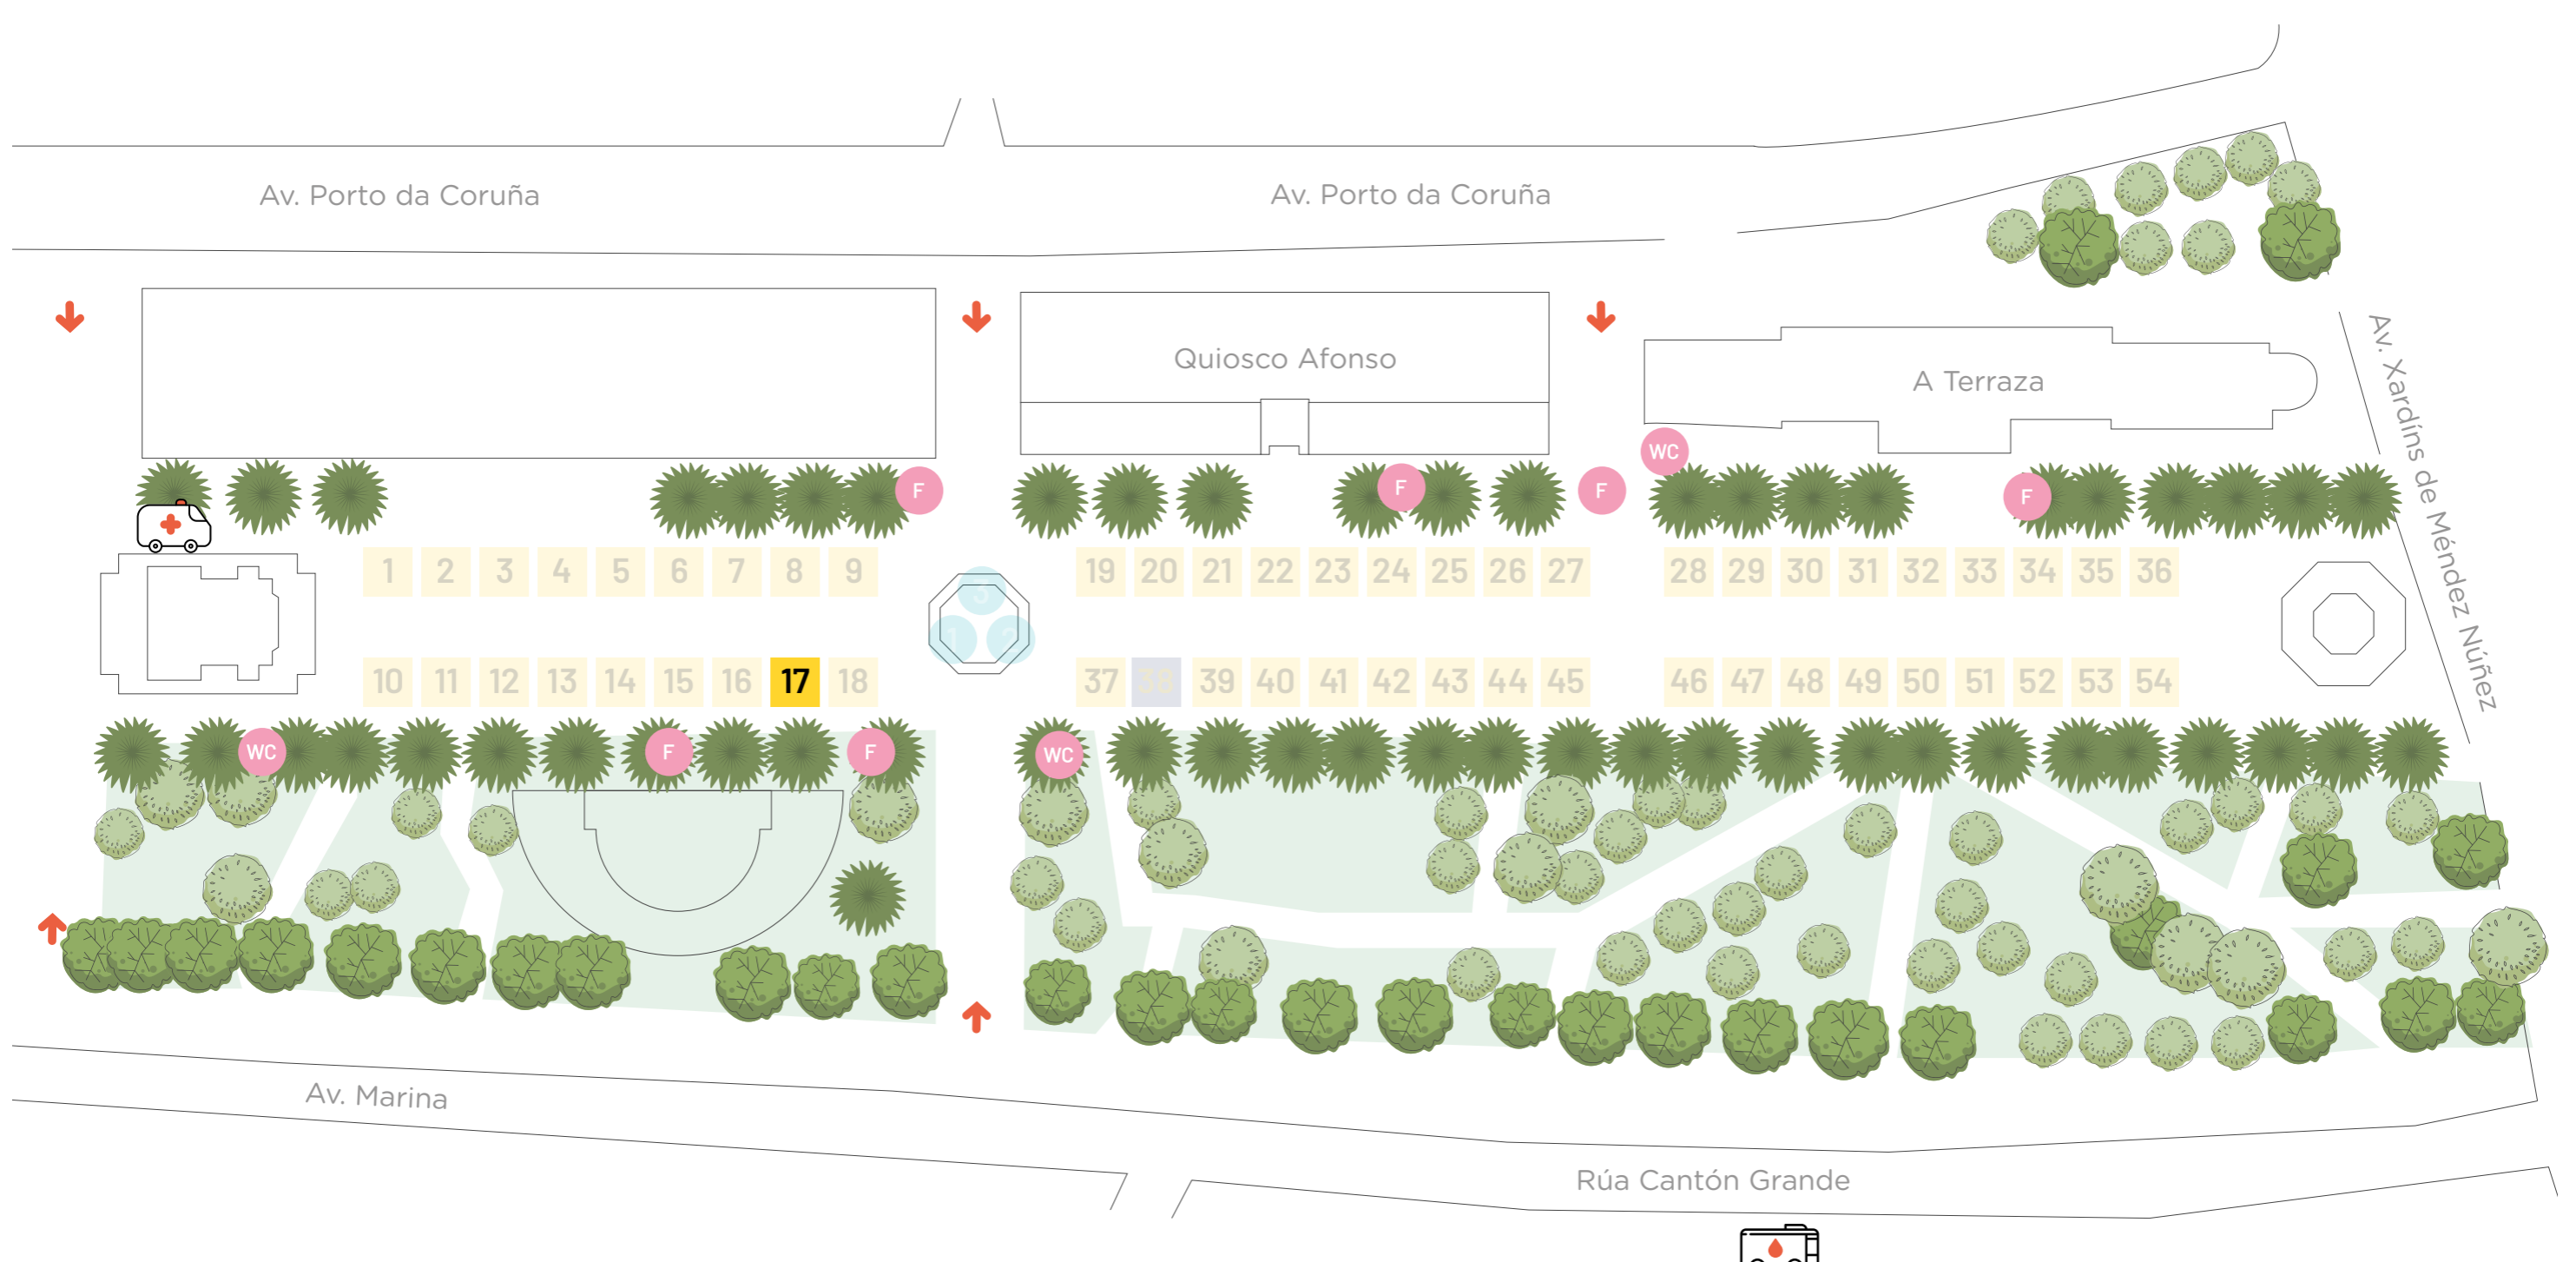 Av. Porto da Coruña
Av. Porto da Coruña
Quiosco Afonso
A Terraza
Av. Xardíns de Méndez Núñez
WC
F
F
F
F
1 2 3 4 5 6 7 8 9
19 20 21 22 23 24 25 26 27
28 29 30 31 32 33 34 35 36
3
1 2
10 11 12 13 14 15 16 17 18
37 38 39 40 41 42 43 44 45
46 47 48 49 50 51 52 53 54
WC
F
F
WC
Av. Marina
Rúa Cantón Grande